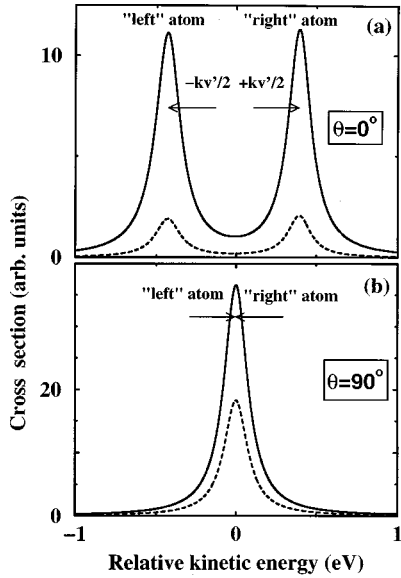 "left" atom "right" atom
(a)
10
−kv'/2 +kv'/2
θ=0°
0
(b)
"left" atom "right" atom
θ=90°
20
0
−1 0 1
Cross section (arb. units)
Relative kinetic energy (eV)